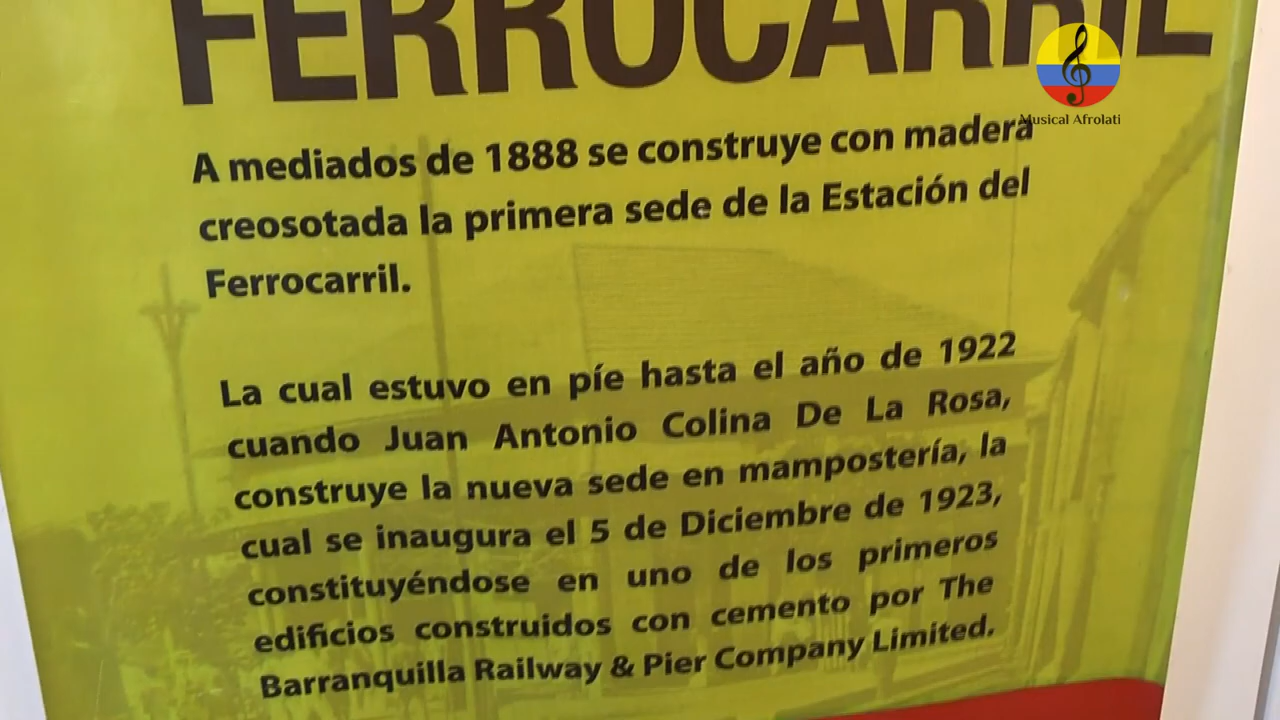 FERROCARRIL
Musical Afrolati
A mediados de 1888 se construye con madera
creosotada la primera sede de la Estación del
Ferrocarril.
La cual estuvo en píe hasta el año de 1922
cuando Juan Antonio Colina De La Rosa,
construye la nueva sede en mampostería, la
cual se inaugura el 5 de Diciembre de 1923,
constituyéndose en uno de los primeros
edificios construidos con cemento por The
Barranquilla Railway & Pier Company Limited.